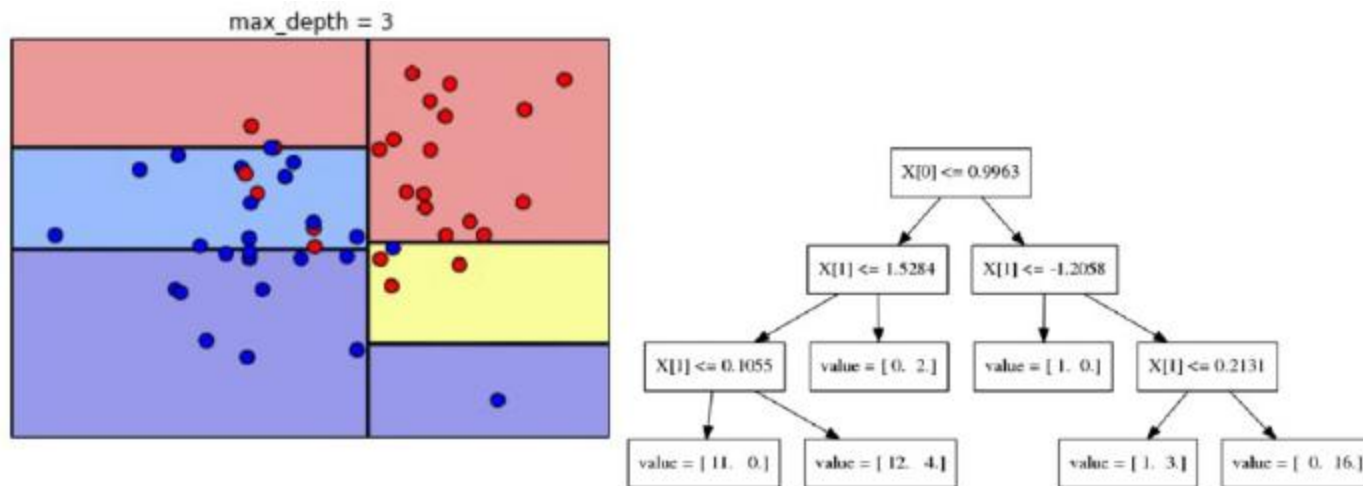 max_depth = 3
X[0] <= 0.9963
X[1] <= 1.5284
X[1] <= -1.2058
X[1] <= 0.1055
value = [ 0. 2.]
value = [ 1. 0.]
X[1] <= 0.2131
value = [ 11. 0.]
value = [ 12. 4.]
value = [ 1. 3.]
value = [ 0. 16.]